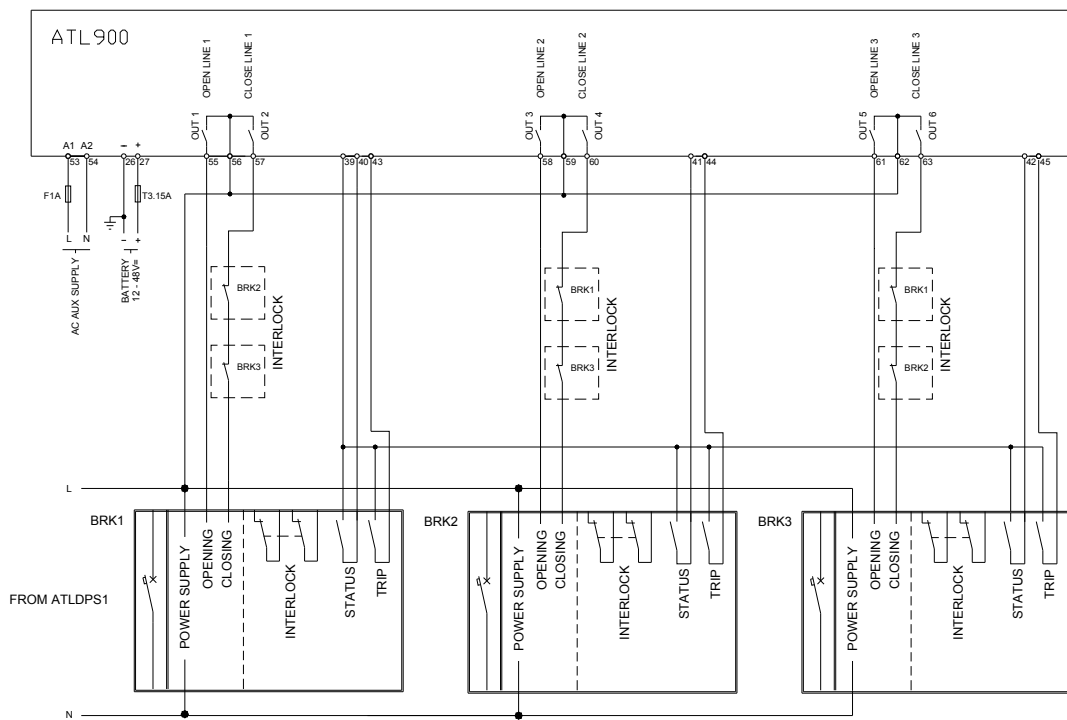 ATL900
OPEN LINE 1
CLOSE LINE 1
OPEN LINE 2
CLOSE LINE 2
OPEN LINE 3
CLOSE LINE 3
OUT 1
OUT 2
OUT 3
OUT 4
OUT 5
OUT 6
A1 A2 – +
53 54 26 27 55 56 57 39 40 43 58 59 60 41 44 61 62 63 42 45
F1A
T3.15A
L N – +
AC AUX SUPPLY
BATTERY
12 - 48V=
BRK2
BRK3
INTERLOCK
BRK1
BRK3
INTERLOCK
BRK1
BRK2
INTERLOCK
L
BRK1
POWER SUPPLY
OPENING
CLOSING
INTERLOCK
STATUS
TRIP
BRK2
POWER SUPPLY
OPENING
CLOSING
INTERLOCK
STATUS
TRIP
BRK3
POWER SUPPLY
OPENING
CLOSING
INTERLOCK
STATUS
TRIP
FROM ATLDPS1
N